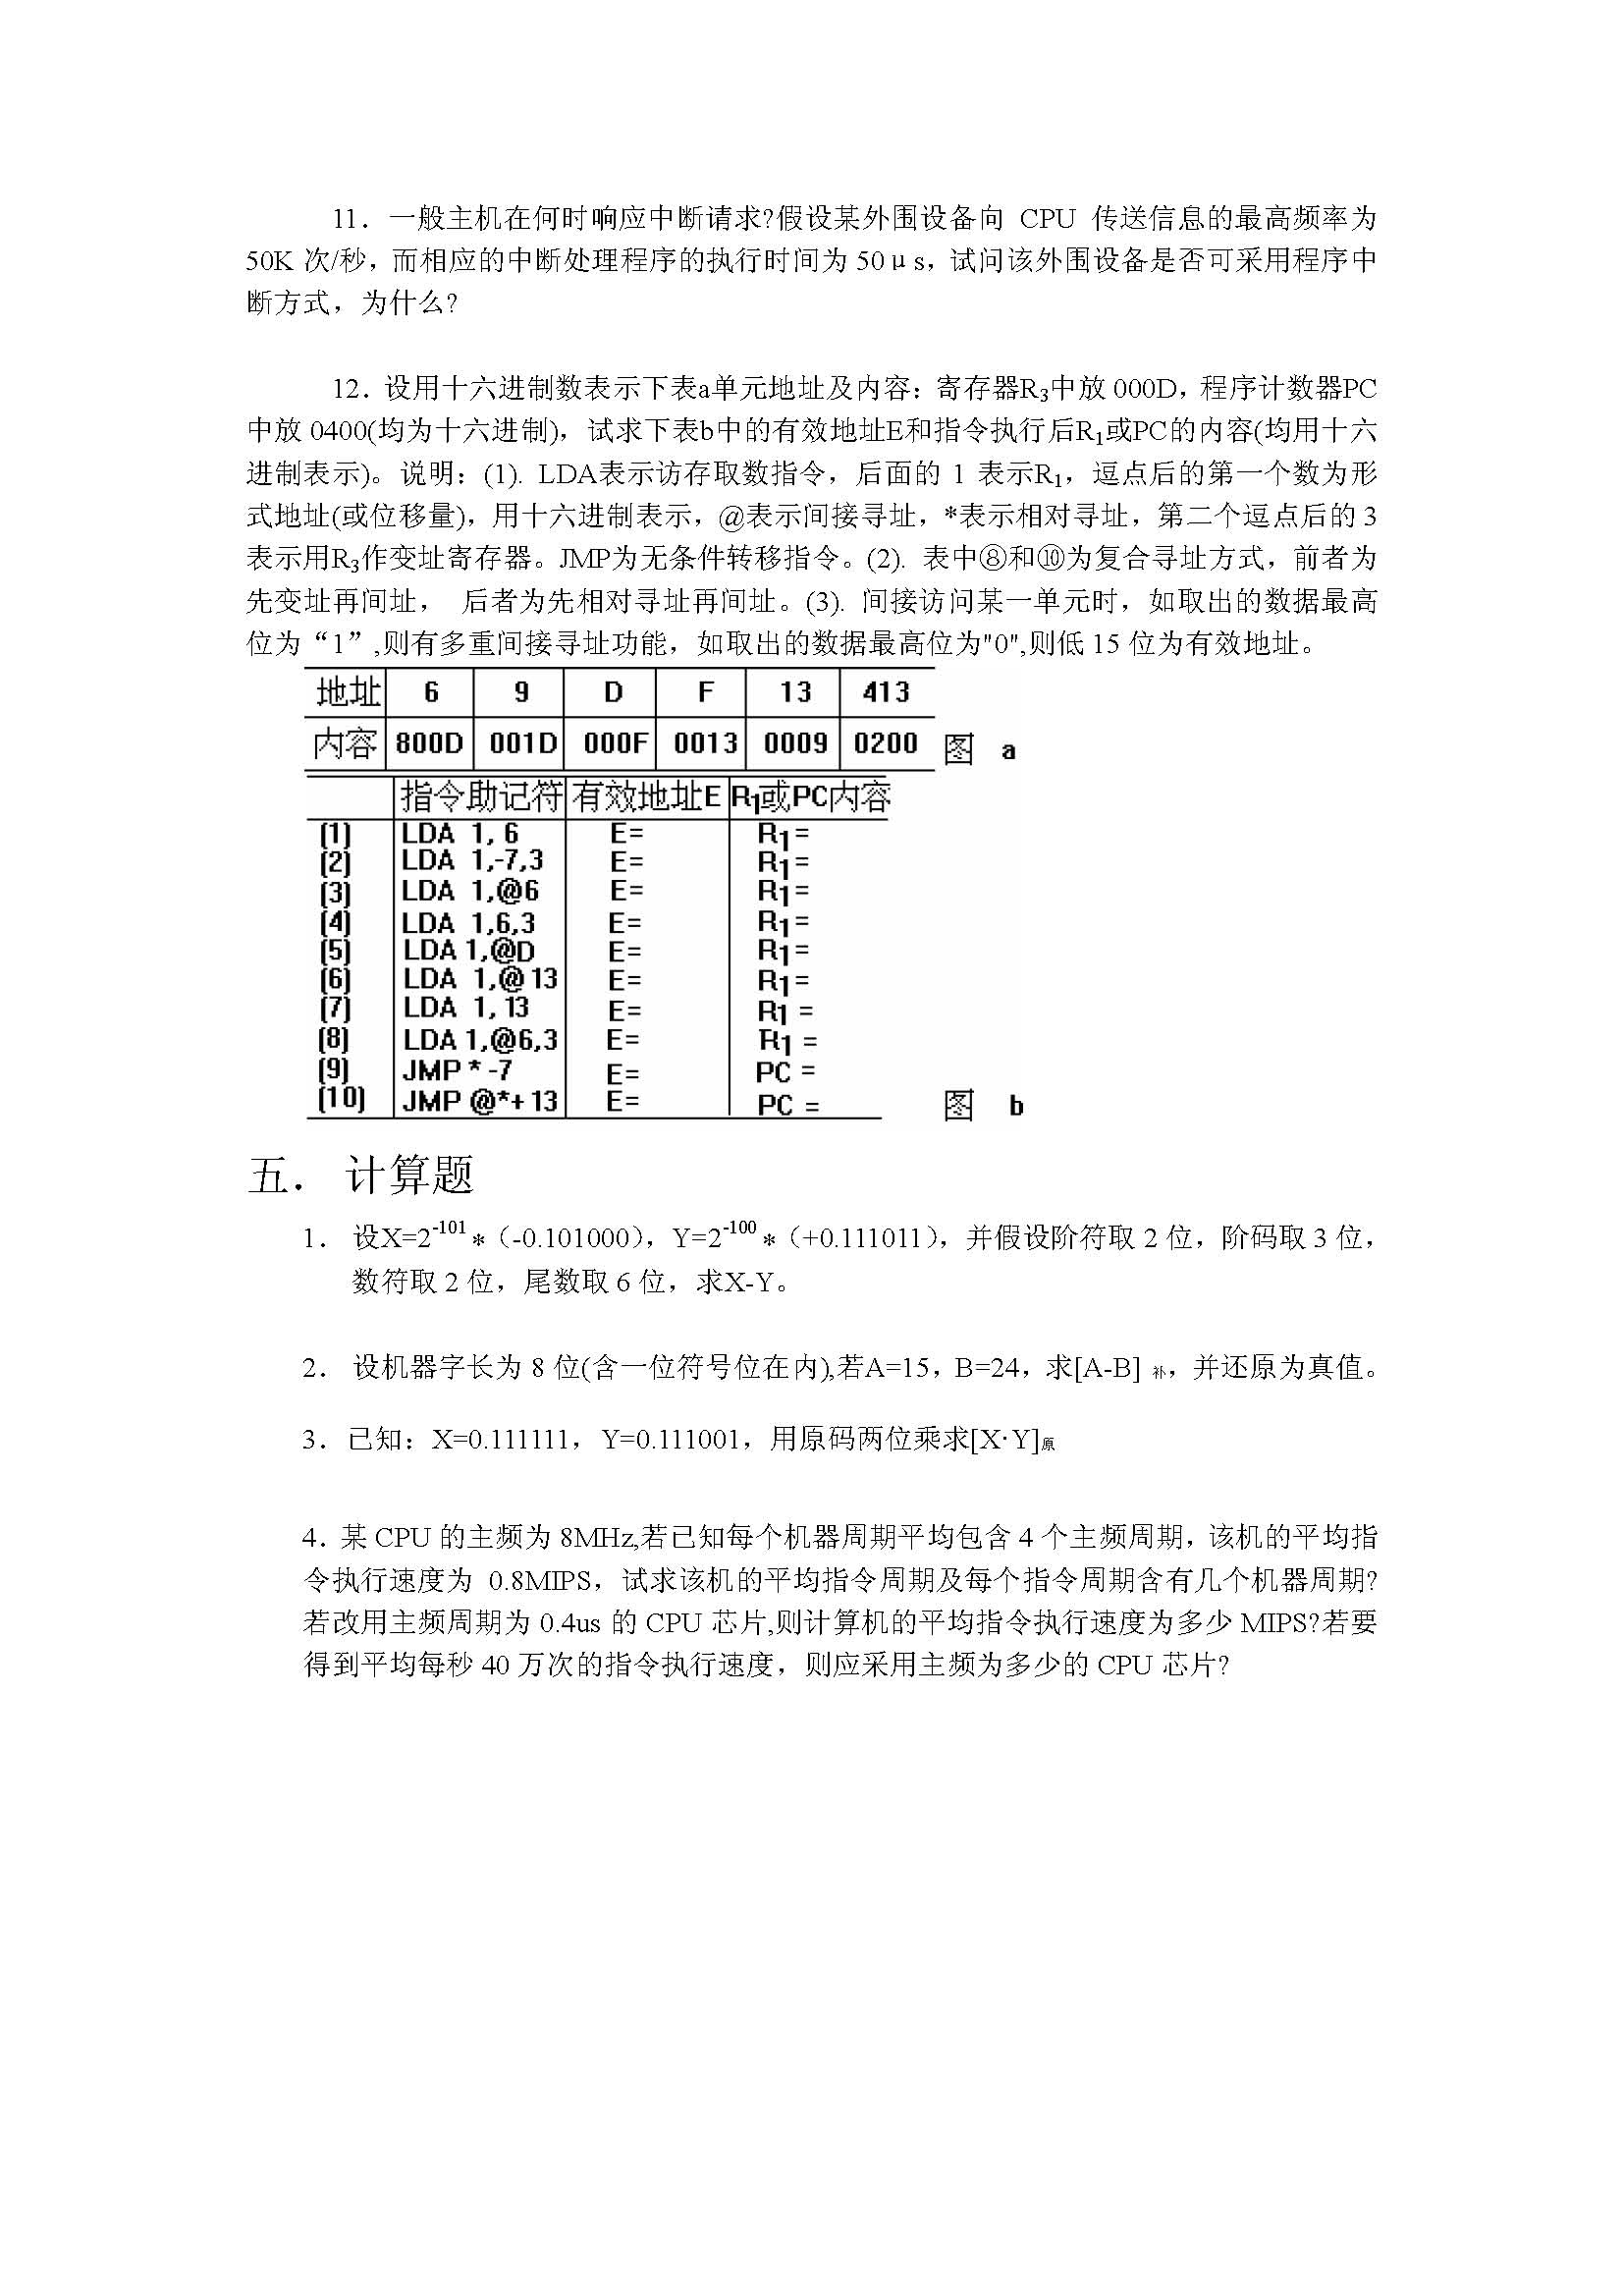 11．一般主机在何时响应中断请求?假设某外围设备向 CPU 传送信息的最高频率为
50K 次/秒，而相应的中断处理程序的执行时间为 50μs，试问该外围设备是否可采用程序中
断方式，为什么?
12．设用十六进制数表示下表a单元地址及内容：寄存器R₃中放 000D，程序计数器PC
中放 0400(均为十六进制)，试求下表b中的有效地址E和指令执行后R₁或PC的内容(均用十六
进制表示)。说明：(1). LDA表示访存取数指令，后面的 1 表示R₁，逗点后的第一个数为形
式地址(或位移量)，用十六进制表示，@表示间接寻址，*表示相对寻址，第二个逗点后的 3
表示用R₃作变址寄存器。JMP为无条件转移指令。(2). 表中⑧和⑩为复合寻址方式，前者为
先变址再间址， 后者为先相对寻址再间址。(3). 间接访问某一单元时，如取出的数据最高
位为“1”,则有多重间接寻址功能，如取出的数据最高位为"0",则低 15 位为有效地址。
地址 6 9 D F 13 413
内容 800D 001D 000F 0013 0009 0200 图 a
指令助记符 有效地址E R₁或PC内容
(1) LDA 1, 6 E= R₁=
(2) LDA 1,-7,3 E= R₁=
(3) LDA 1,@6 E= R₁=
(4) LDA 1,6,3 E= R₁=
(5) LDA 1,@D E= R₁=
(6) LDA 1,@ 13 E= R₁=
(7) LDA 1, 13 E= R₁ =
(8) LDA 1,@6,3 E= R₁ =
(9) JMP * -7 E= PC =
(10) JMP @*+ 13 E= PC = 图 b
五． 计算题
1． 设X=2⁻¹⁰¹＊（-0.101000），Y=2⁻¹⁰⁰＊（+0.111011），并假设阶符取 2 位，阶码取 3 位，
数符取 2 位，尾数取 6 位，求X-Y。
2． 设机器字长为 8 位(含一位符号位在内),若A=15，B=24，求[A-B] 补，并还原为真值。
3．已知：X=0.111111，Y=0.111001，用原码两位乘求[X·Y]原
4．某 CPU 的主频为 8MHz,若已知每个机器周期平均包含 4 个主频周期，该机的平均指
令执行速度为 0.8MIPS，试求该机的平均指令周期及每个指令周期含有几个机器周期?
若改用主频周期为 0.4us 的 CPU 芯片,则计算机的平均指令执行速度为多少 MIPS?若要
得到平均每秒 40 万次的指令执行速度，则应采用主频为多少的 CPU 芯片?